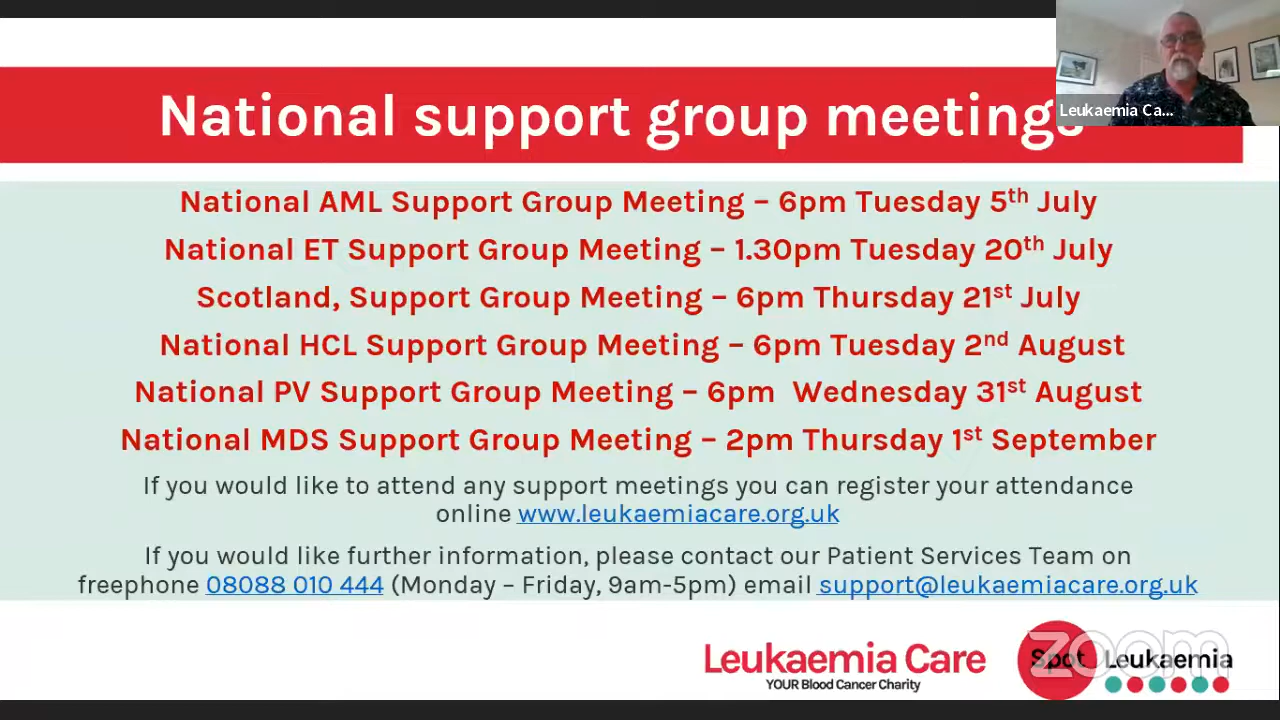 National support group meetings
Leukaemia Ca...
National AML Support Group Meeting – 6pm Tuesday 5th July
National ET Support Group Meeting – 1.30pm Tuesday 20th July
Scotland, Support Group Meeting – 6pm Thursday 21st July
National HCL Support Group Meeting – 6pm Tuesday 2nd August
National PV Support Group Meeting – 6pm  Wednesday 31st August
National MDS Support Group Meeting – 2pm Thursday 1st September
If you would like to attend any support meetings you can register your attendance
online www.leukaemiacare.org.uk
If you would like further information, please contact our Patient Services Team on
freephone 08088 010 444 (Monday – Friday, 9am-5pm) email support@leukaemiacare.org.uk
Leukaemia Care
YOUR Blood Cancer Charity
Spot Leukaemia
zoom